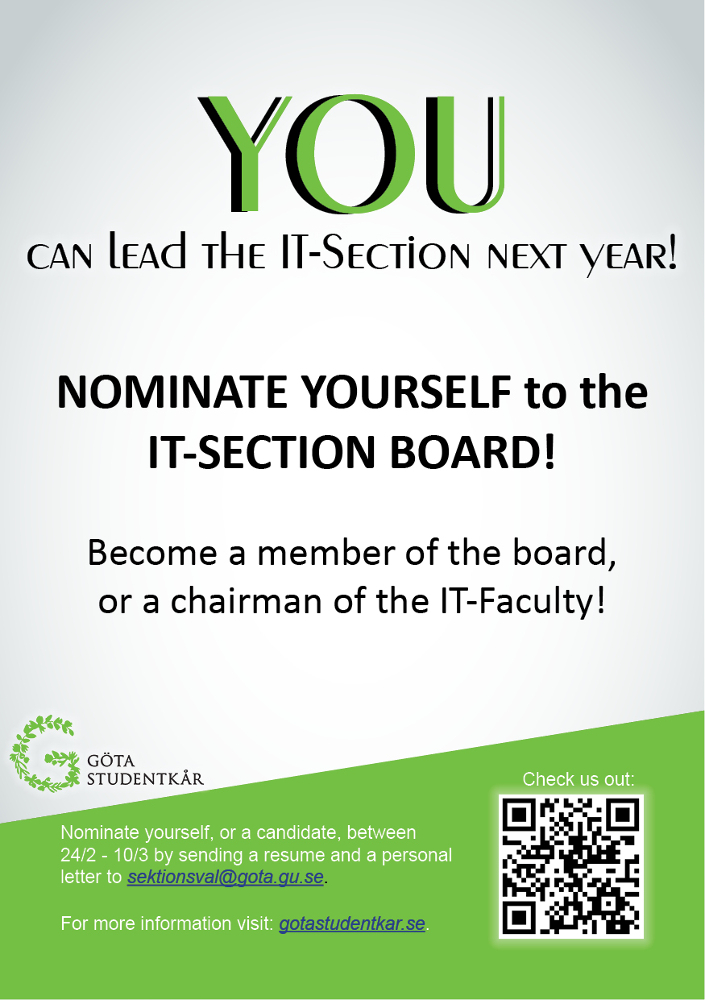 YOU
can lead the IT-Section next year!
NOMINATE YOURSELF to the
IT-SECTION BOARD!
Become a member of the board,
or a chairman of the IT-Faculty!
GÖTA
STUDENTKÅR
Check us out:
Nominate yourself, or a candidate, between
24/2 - 10/3 by sending a resume and a personal
letter to sektionsval@gota.gu.se.
For more information visit: gotastudentkar.se.